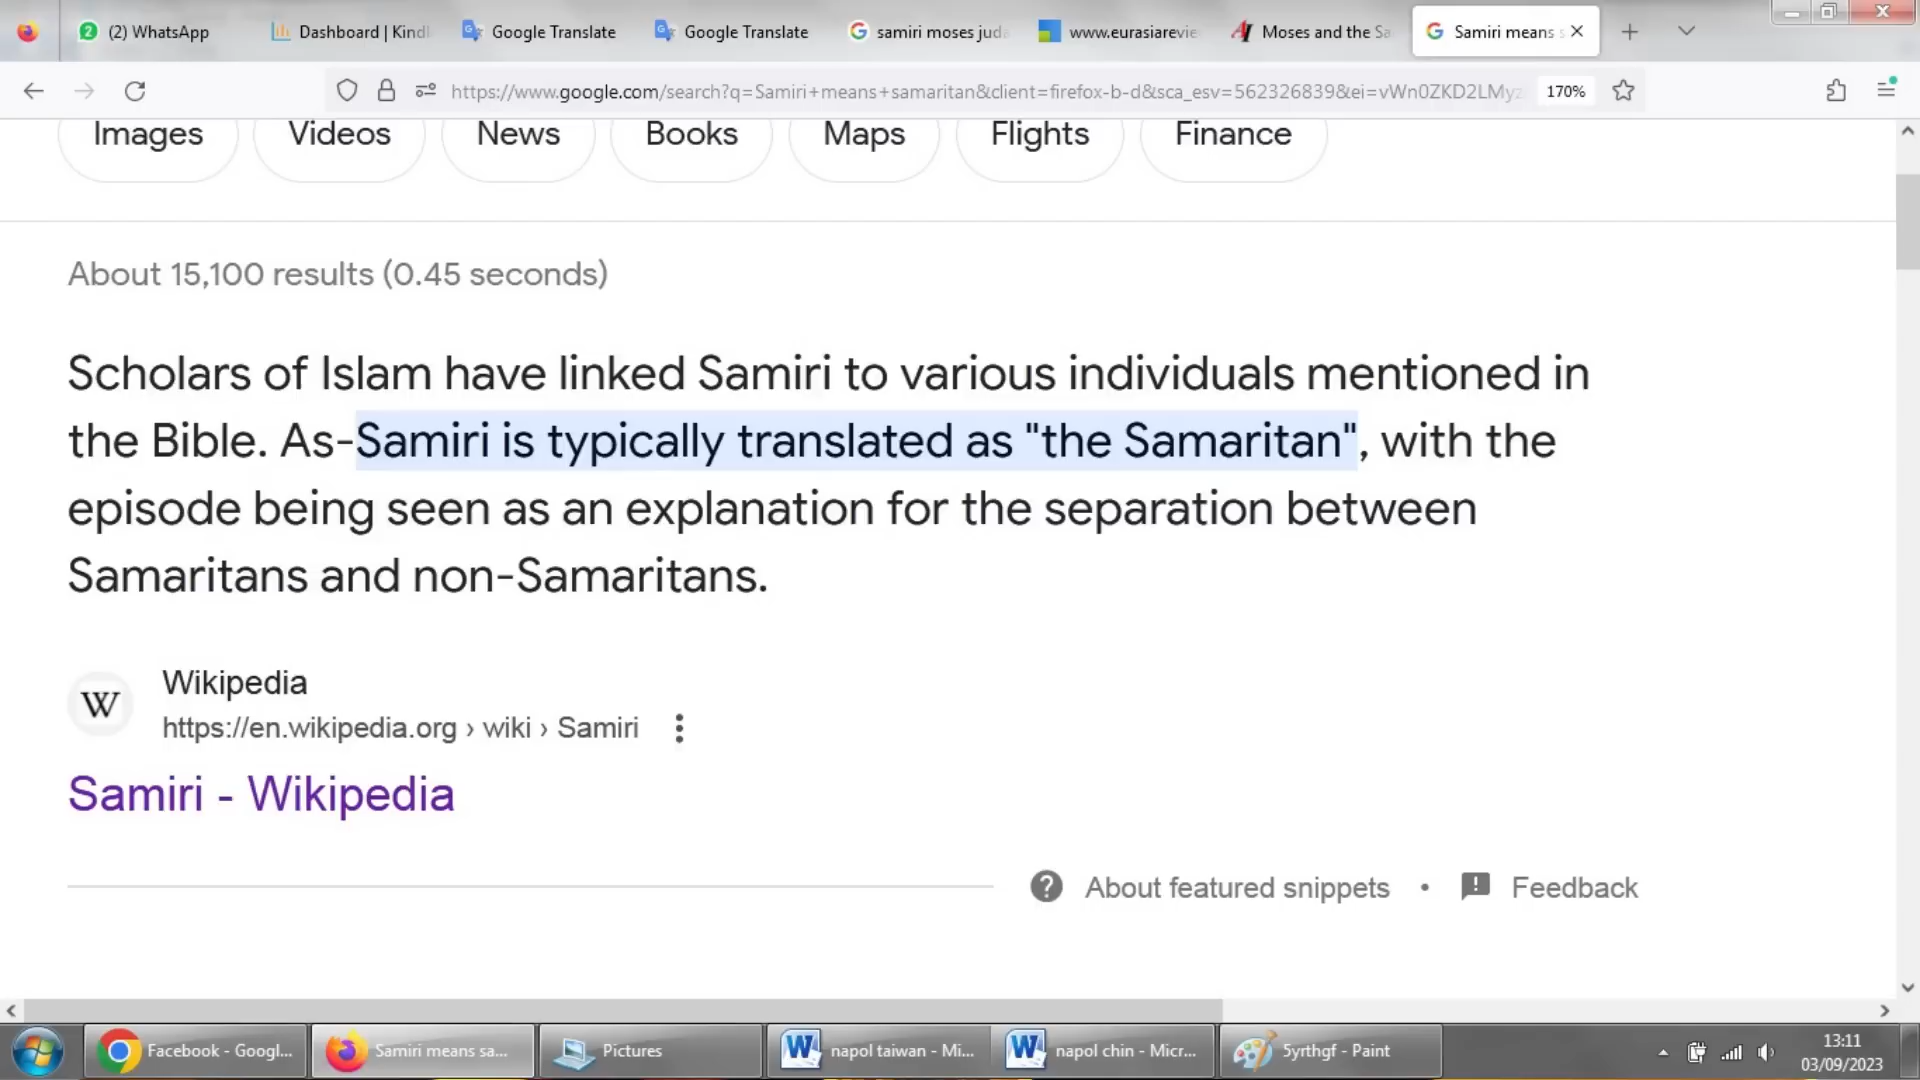 (2) WhatsApp
Dashboard | Kindl
Google Translate
Google Translate
samiri moses juda
www.eurasiarevie
Moses and the Sa
Samiri means s
https://www.google.com/search?q=Samiri+means+samaritan&client=firefox-b-d&sca_esv=562326839&ei=vWn0ZKD2LMyz
170%
Images Videos News Books Maps Flights Finance
About 15,100 results (0.45 seconds)
Scholars of Islam have linked Samiri to various individuals mentioned in
the Bible. As-Samiri is typically translated as "the Samaritan", with the
episode being seen as an explanation for the separation between
Samaritans and non-Samaritans.
W
Wikipedia
https://en.wikipedia.org › wiki › Samiri
Samiri - Wikipedia
About featured snippets • Feedback
Facebook - Googl...
Samiri means sa...
Pictures
napol taiwan - Mi...
napol chin - Micr...
5yrthgf - Paint
13:11
03/09/2023